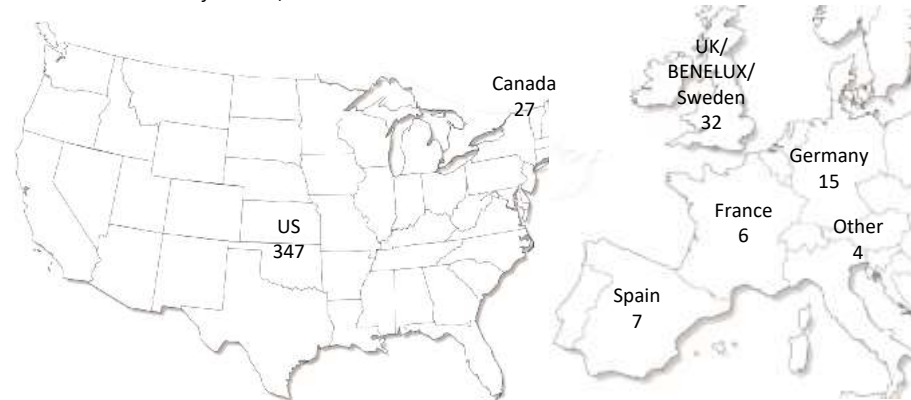 Canada
27
US
347
UK/
BENELUX/
Sweden
32
Germany
15
France
6
Other
4
Spain
7